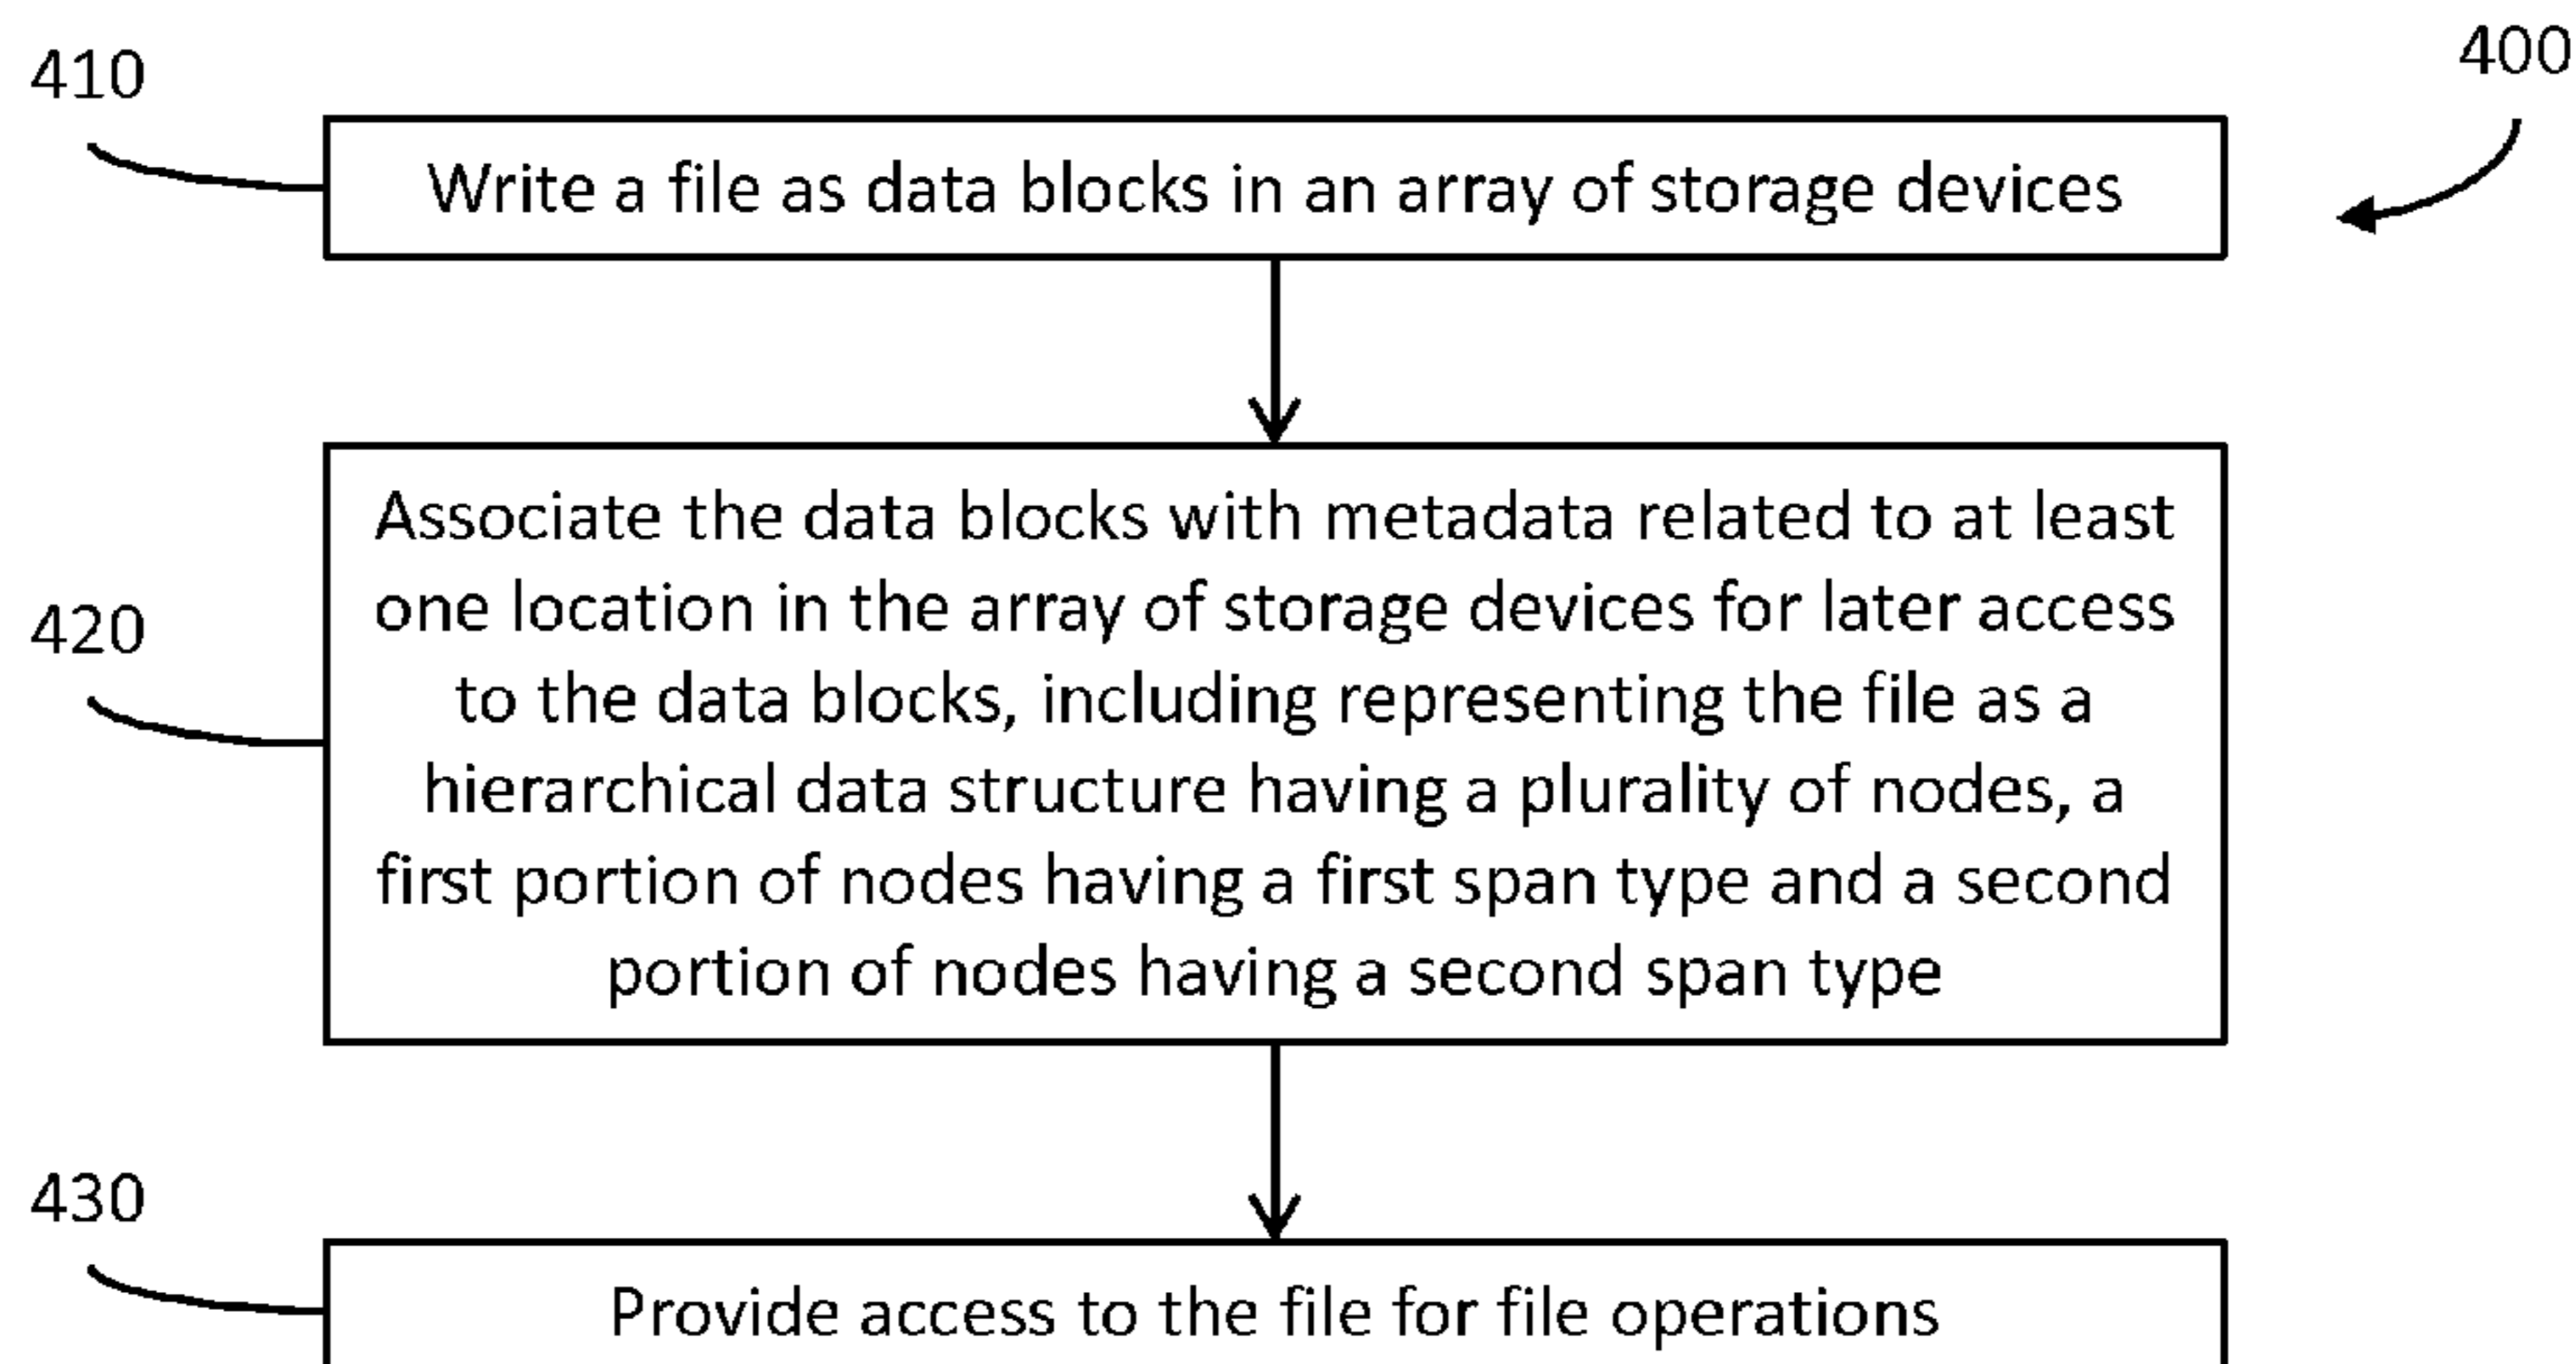 410
400
Write a file as data blocks in an array of storage devices
Associate the data blocks with metadata related to at least
one location in the array of storage devices for later access
420
to the data blocks, including representing the file as a
hierarchical data structure having a plurality of nodes, a
first portion of nodes having a first span type and a second
portion of nodes having a second span type
430
Provide access to the file for file operations